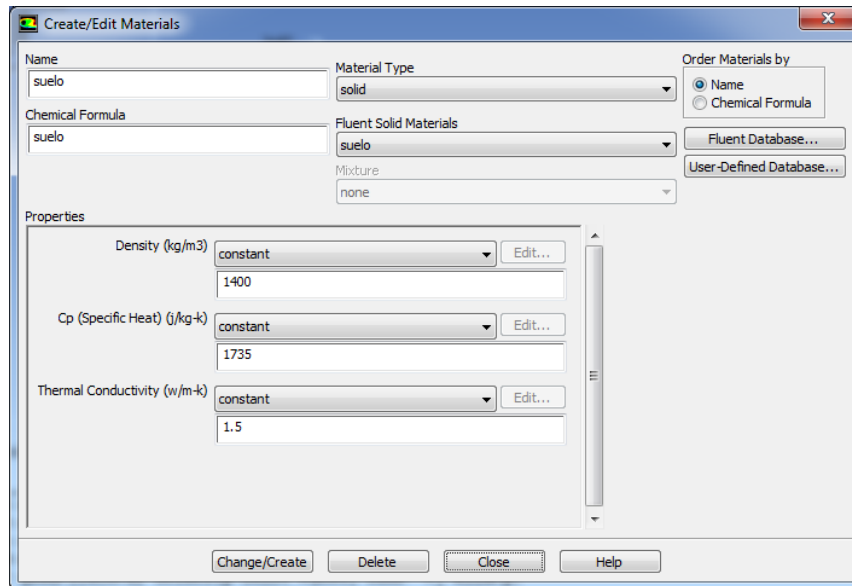 Create/Edit Materials
Name
suelo
Material Type
solid
Order Materials by
Name
Chemical Formula
Chemical Formula
suelo
Fluent Solid Materials
suelo
Fluent Database...
User-Defined Database...
Mixture
none
Properties
Density (kg/m3)
constant
Edit...
1400
Cp (Specific Heat) (j/kg-k)
constant
Edit...
1735
Thermal Conductivity (w/m-k)
constant
Edit...
1.5
Change/Create
Delete
Close
Help